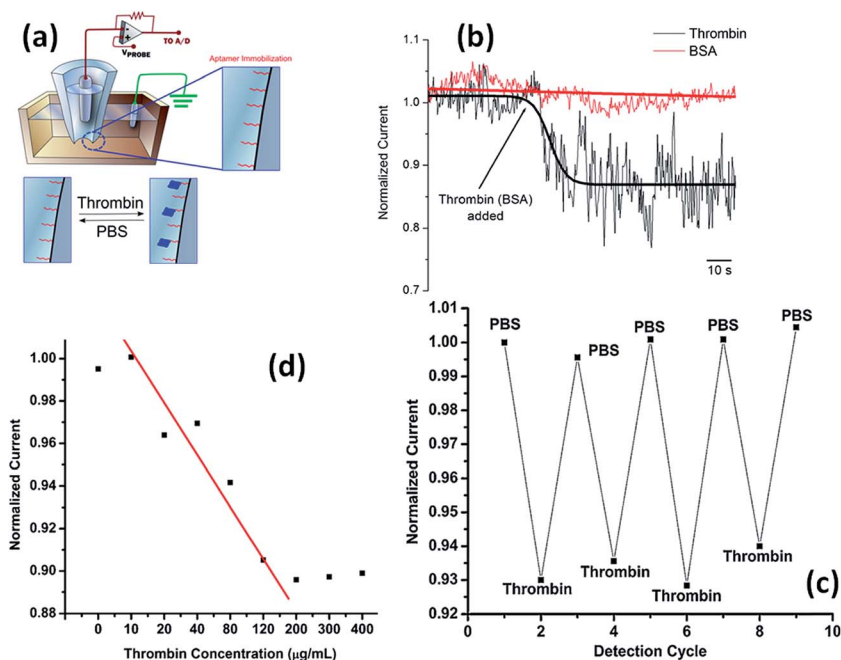 (a)
TO A/D
VPROBE
Aptamer Immobilization
Thrombin
PBS
(b)
Thrombin
BSA
1.1
1.0
0.9
0.8
0.7
Normalized Current
Thrombin (BSA)
added
10 s
(d)
1.00
0.98
0.96
0.94
0.92
0.90
0.88
Normalized Current
0 10 20 40 80 120 200 300 400
Thrombin Concentration (µg/mL)
1.01
1.00
0.99
0.98
0.97
0.96
0.95
0.94
0.93
0.92
Normalized Current
PBS
PBS
PBS
PBS
PBS
Thrombin
Thrombin
Thrombin
Thrombin
(c)
0 2 4 6 8 10
Detection Cycle